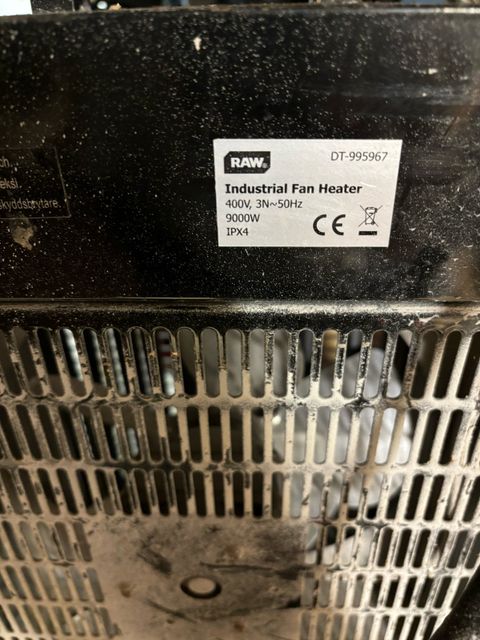 RAW®
DT-995967
Industrial Fan Heater
400V, 3N~50Hz
9000W
IPX4
CE